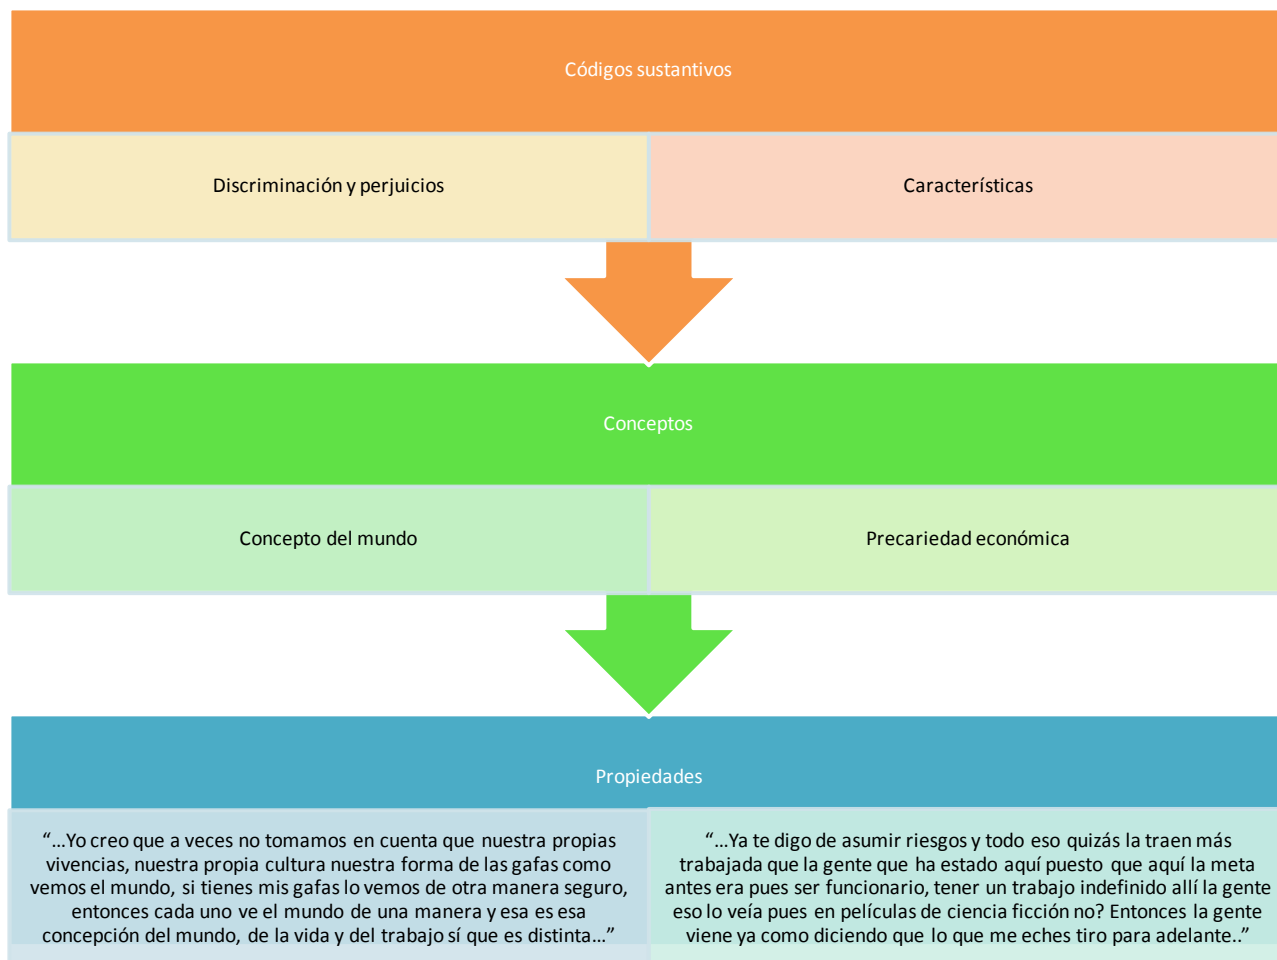 Códigos sustantivos
Discriminación y perjuicios
Característicias
Conceptos
Concepto del mundo
Precariedad económica
Propiedades
“...Yo creo que a veces no tomamos en cuenta que nuestra propias
vivencias, nuestra propia cultura nuestra forma de las gafas como
vemos el mundo, si tienes mis gafas lo vemos de otra manera seguro,
entonces cada uno ve el mundo de una manera y esa es esa
concepción del mundo, de la vida y del trabajo sí que es distinta...”
“...Ya te digo de asumir riesgos y todo eso quizás la traen más
trabajada que la gente que ha estado aquí puesto que aquí la meta
antes era pues ser funcionario, tener un trabajo indefinido allí la gente
eso lo veía pues en películas de ciencia ficción no? Entonces la gente
viene ya como diciendo que lo que me eches tiro para adelante..”